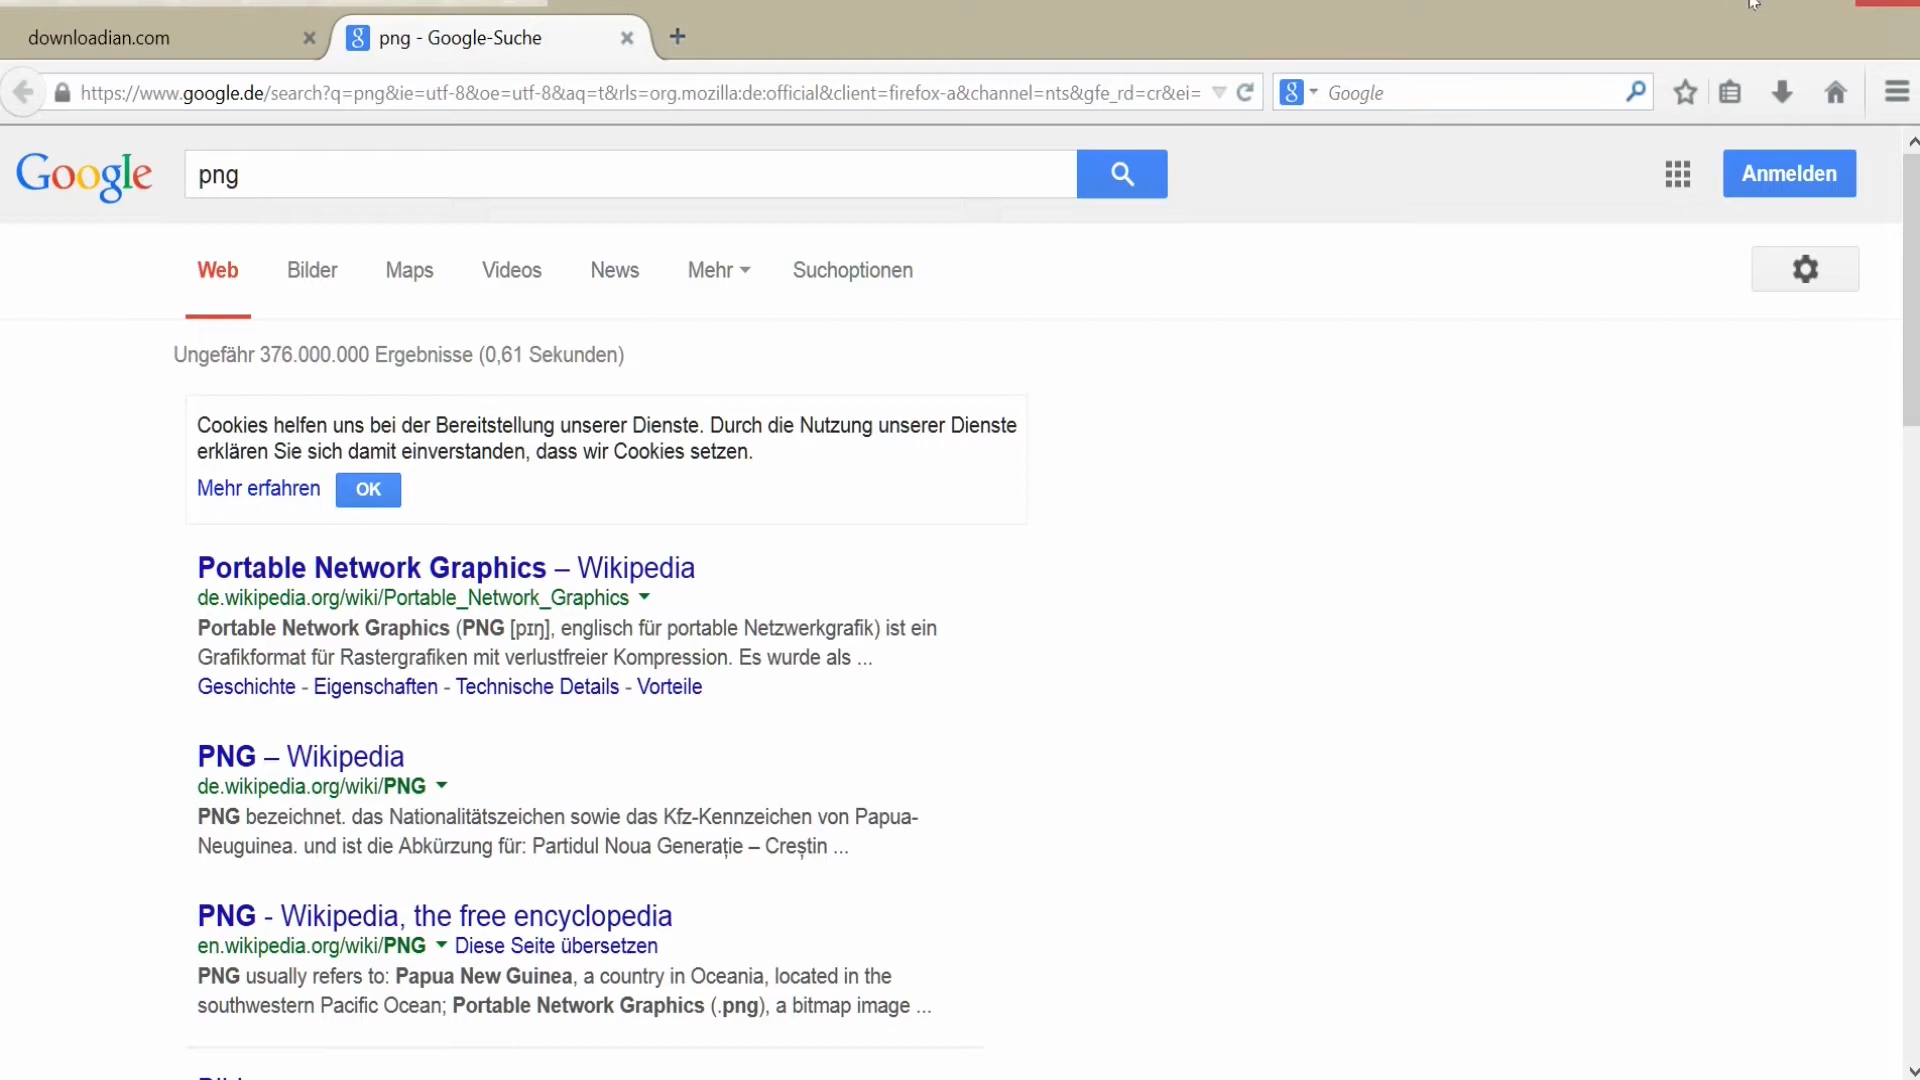 downloadian.com
png - Google-Suche
https://www.google.de/search?q=png&ie=utf-8&oe=utf-8&aq=t&rls=org.mozilla:de:official&client=firefox-a&channel=nts&gfe_rd=cr&ei=
Google
Google
png
Anmelden
Web Bilder Maps Videos News Mehr Suchoptionen
Ungefähr 376.000.000 Ergebnisse (0,61 Sekunden)
Cookies helfen uns bei der Bereitstellung unserer Dienste. Durch die Nutzung unserer Dienste
erklären Sie sich damit einverstanden, dass wir Cookies setzen.
Mehr erfahren OK
Portable Network Graphics – Wikipedia
de.wikipedia.org/wiki/Portable_Network_Graphics
Portable Network Graphics (PNG [pɪŋ], englisch für portable Netzwerkgrafik) ist ein
Grafikformat für Rastergrafiken mit verlustfreier Kompression. Es wurde als ...
Geschichte - Eigenschaften - Technische Details - Vorteile
PNG – Wikipedia
de.wikipedia.org/wiki/PNG
PNG bezeichnet. das Nationalitätszeichen sowie das Kfz-Kennzeichen von Papua-
Neuguinea. und ist die Abkürzung für: Partidul Noua Generație – Creștin ...
PNG - Wikipedia, the free encyclopedia
en.wikipedia.org/wiki/PNG Diese Seite übersetzen
PNG usually refers to: Papua New Guinea, a country in Oceania, located in the
southwestern Pacific Ocean; Portable Network Graphics (.png), a bitmap image ...